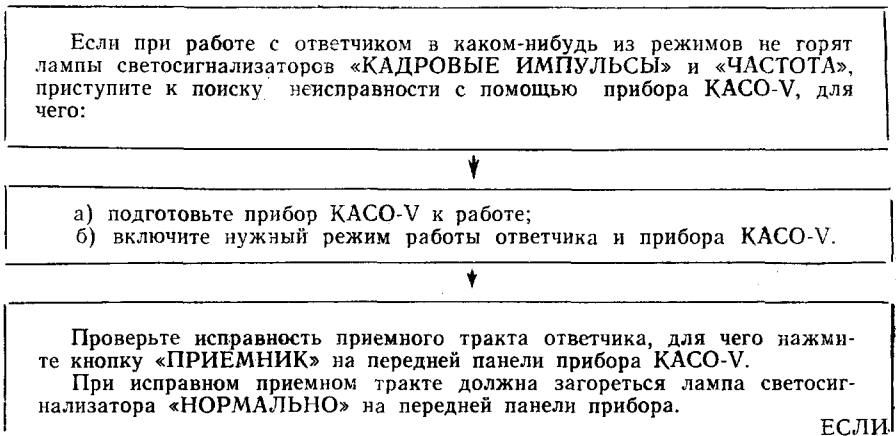 Если при работе с ответчиком в каком-нибудь из режимов не горят
лампы светосигнализаторов «КАДРОВЫЕ ИМПУЛЬСЫ» и «ЧАСТОТА»,
приступите к поиску неисправности с помощью прибора КАСО-V, для
чего:
а) подготовьте прибор КАСО-V к работе;
б) включите нужный режим работы ответчика и прибора КАСО-V.
Проверьте исправность приемного тракта ответчика, для чего нажми-
те кнопку «ПРИЕМНИК» на передней панели прибора КАСО-V.
При исправном приемном тракте должна загореться лампа светосиг-
нализатора «НОРМАЛЬНО» на передней панели прибора.
ЕСЛИ